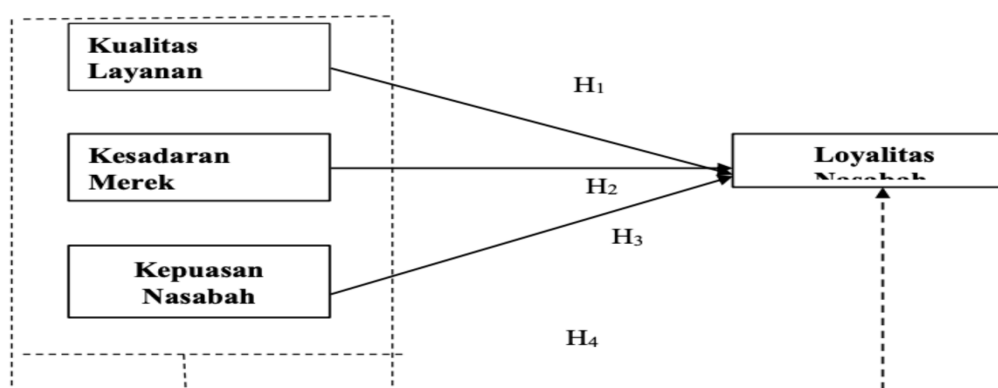 Kualitas
Layanan
H₁
Kesadaran
Merek
H₂
Loyalitas
H₃
Kepuasan
Nasabah
H₄